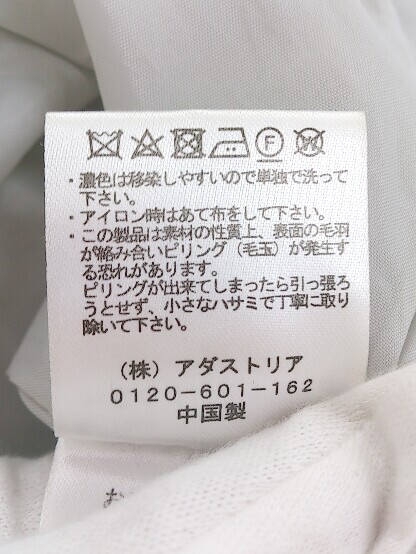 F W
・濃色は移染しやすいので単独で洗って
下さい。
・アイロン時はあて布をして下さい。
・この製品は素材の性質上、表面の毛羽
が絡み合いピリング（毛玉）が発生す
る恐れがあります。
ピリングが出来てしまったら引っ張ろ
うとせず、小さなハサミで丁寧に取り
除いて下さい。
（株）アダストリア
0120-601-162
中国製
お